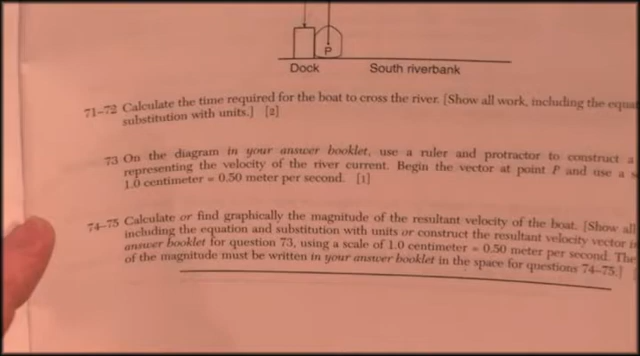 P
Dock South riverbank
71–72 Calculate the time required for the boat to cross the river. [Show all work, including the
substitution with units.] [2]
73 On the diagram in your answer booklet, use a ruler and protractor to construct a
representing the velocity of the river current. Begin the vector at point P and use a
1.0 centimeter = 0.50 meter per second. [1]
74–75 Calculate or find graphically the magnitude of the resultant velocity of the boat. [Show all
including the equation and substitution with units or construct the resultant velocity vector
answer booklet for question 73, using a scale of 1.0 centimeter = 0.50 meter per second. The
of the magnitude must be written in your answer booklet in the space for questions 74–75.]